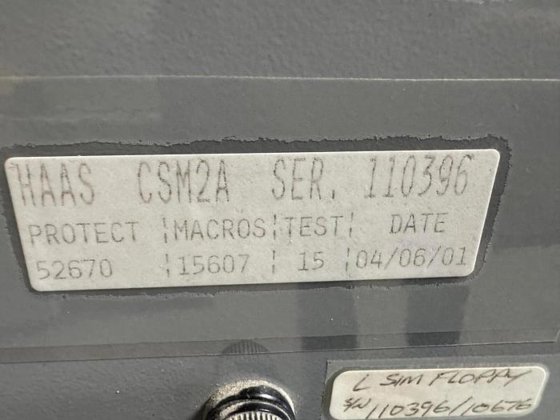 HAAS CSM2A SER. 110396
PROTECT ¦MACROS¦TEST¦ DATE
52670 ¦15607 ¦ 15 ¦04/06/01
L SIM FLOPPY
S/N 110396/10676